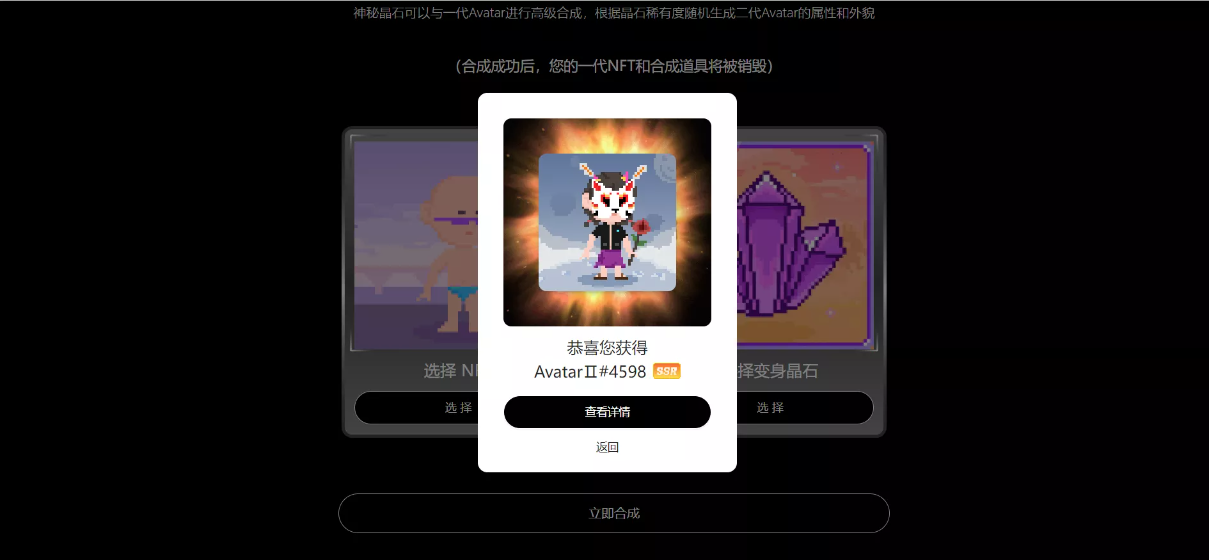 神秘晶石可以与一代Avatar进行高级合成，根据晶石稀有度随机生成二代Avatar的属性和外貌
（合成成功后，您的一代NFT和合成道具将被销毁）
恭喜您获得
AvatarⅡ#4598 SSR
选择 N
择变身晶石
选 择
查看详情
选 择
返回
立即合成